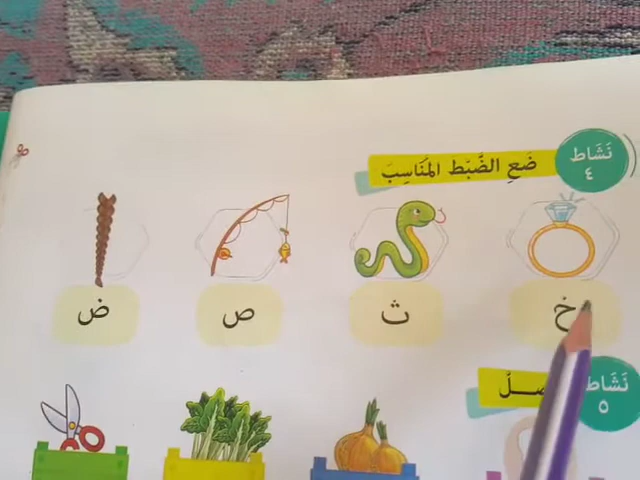 نَشَاط
٤
ضَعِ الضَّبْط المُنَاسِبَ
خ ث ص ض
نَشَاط
٥